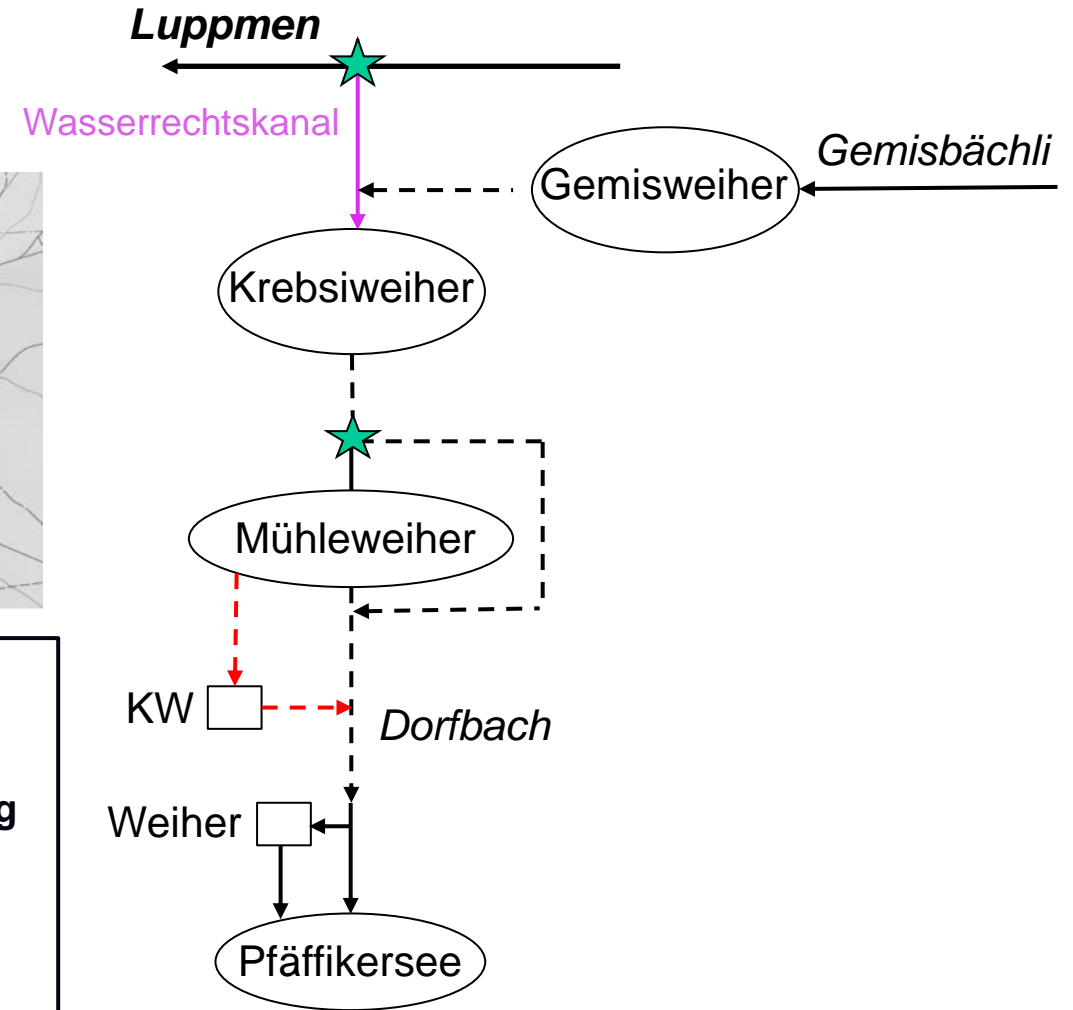 Luppmen
Wasserrechtskanal
Gemisbächli
Gemisweiher
Krebsiweiher
Mühleweiher
KW
Dorfbach
g
Weiher
Pfäffikersee